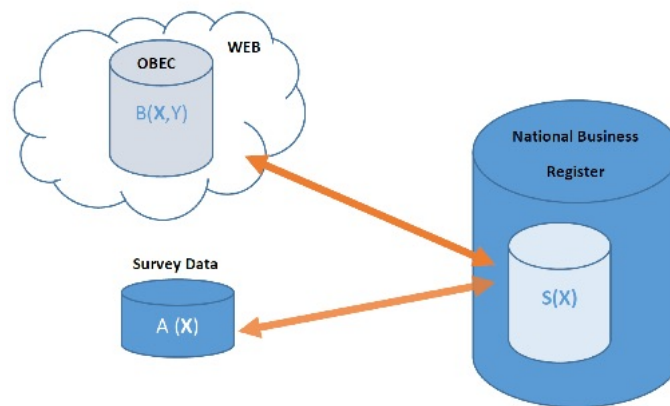 WEB
OBEC
B(X,Y)
National Business
Register
Survey Data
A (X)
S(X)